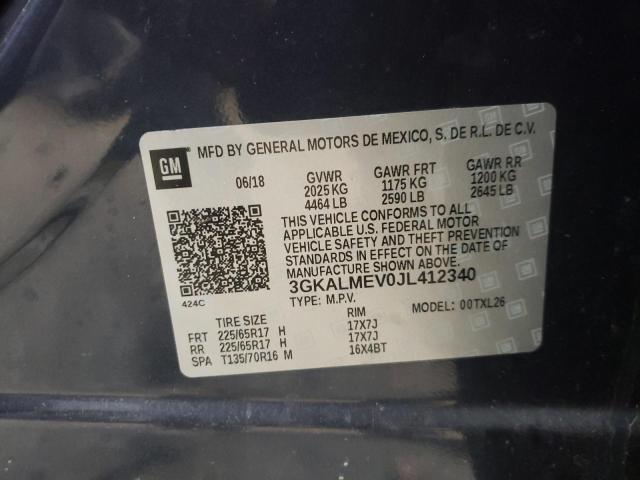 GM
MFD BY GENERAL MOTORS DE MEXICO, S. DE R.L. DE C.V.
06/18 GVWR GAWR FRT GAWR RR
2025 KG 1175 KG 1200 KG
4464 LB 2590 LB 2645 LB
THIS VEHICLE CONFORMS TO ALL
APPLICABLE U.S. FEDERAL MOTOR
VEHICLE SAFETY AND THEFT PREVENTION
STANDARDS IN EFFECT ON THE DATE OF
MANUFACTURE SHOWN ABOVE.
424C
3GKALMEV0JL412340
TYPE: M.P.V. MODEL: 00TXL26
TIRE SIZE RIM
FRT 225/65R17 H 17X7J
RR 225/65R17 H 17X7J
SPA T135/70R16 M 16X4BT